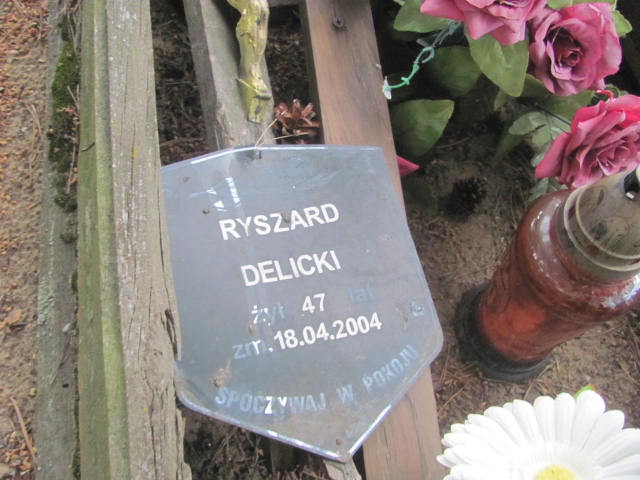 RYSZARD
DELICKI
żył 47 lat
zm. 18.04.2004
SPOCZYWAJ W POKOJU